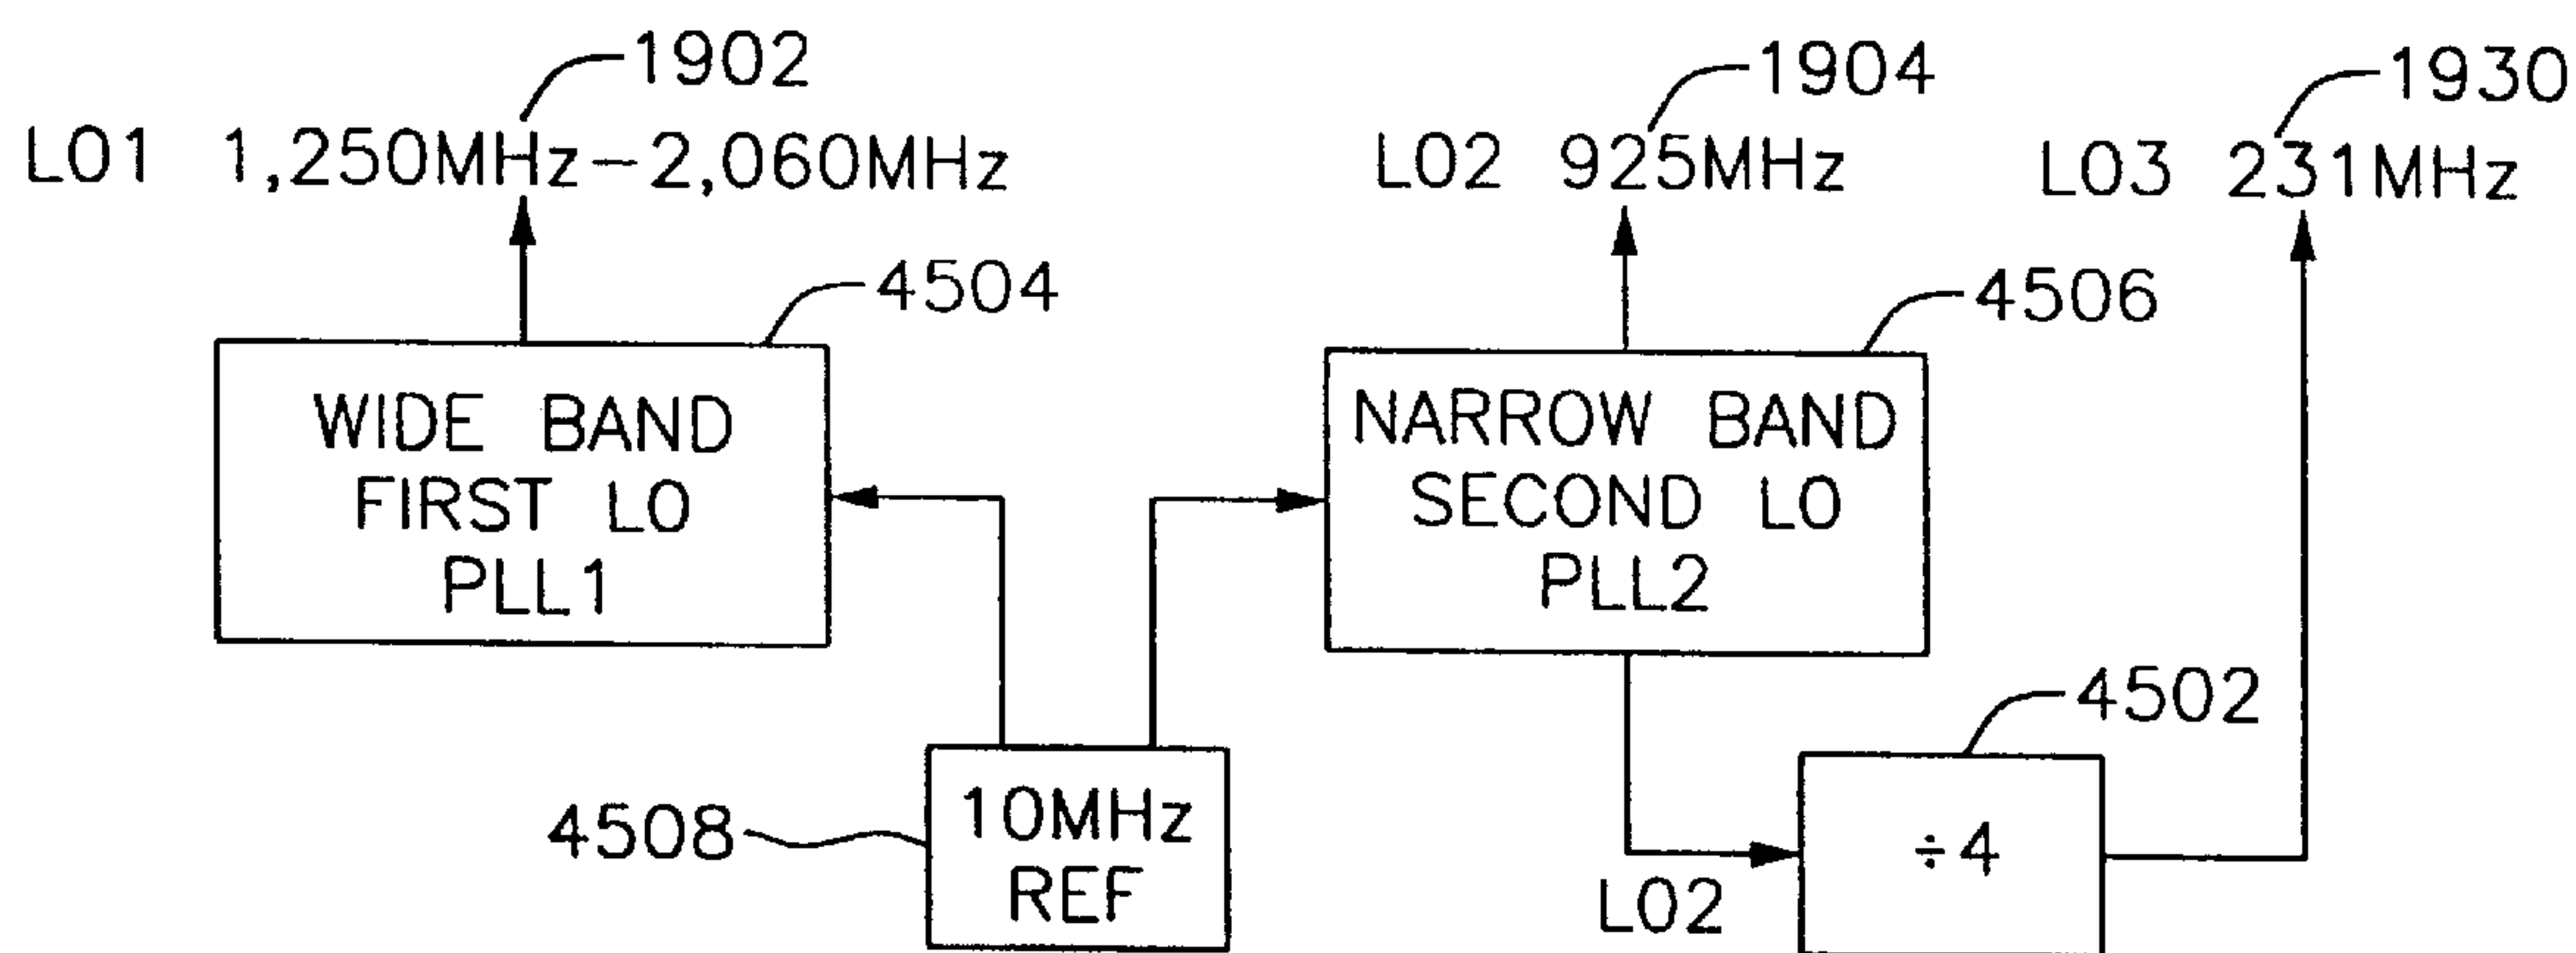 1902
1904
1930
LO1 1,250MHz-2,060MHz
LO2 925MHz
LO3 231MHz
4504
4506
WIDE BAND
FIRST LO
PLL1
NARROW BAND
SECOND LO
PLL2
4502
4508
10MHz
REF
÷4
LO2